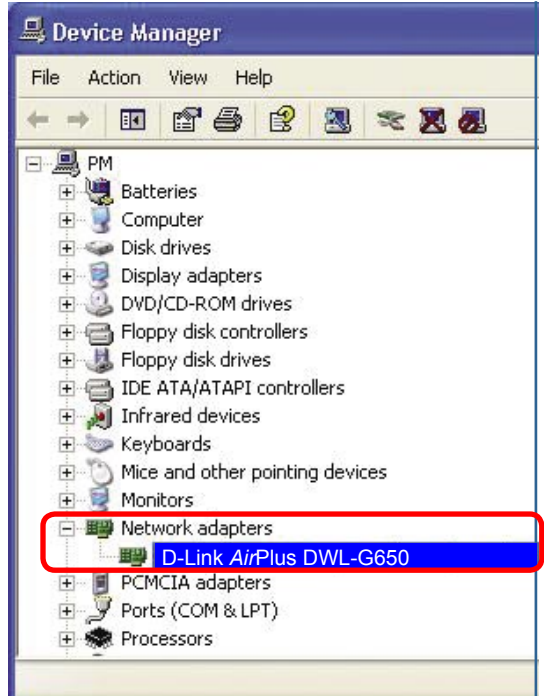 Device Manager
File Action View Help
PM
Batteries
Computer
Disk drives
Display adapters
DVD/CD-ROM drives
Floppy disk controllers
Floppy disk drives
IDE ATA/ATAPI controllers
Infrared devices
Keyboards
Mice and other pointing devices
Monitors
Network adapters
D-Link AirPlus DWL-G650
PCMCIA adapters
Ports (COM & LPT)
Processors